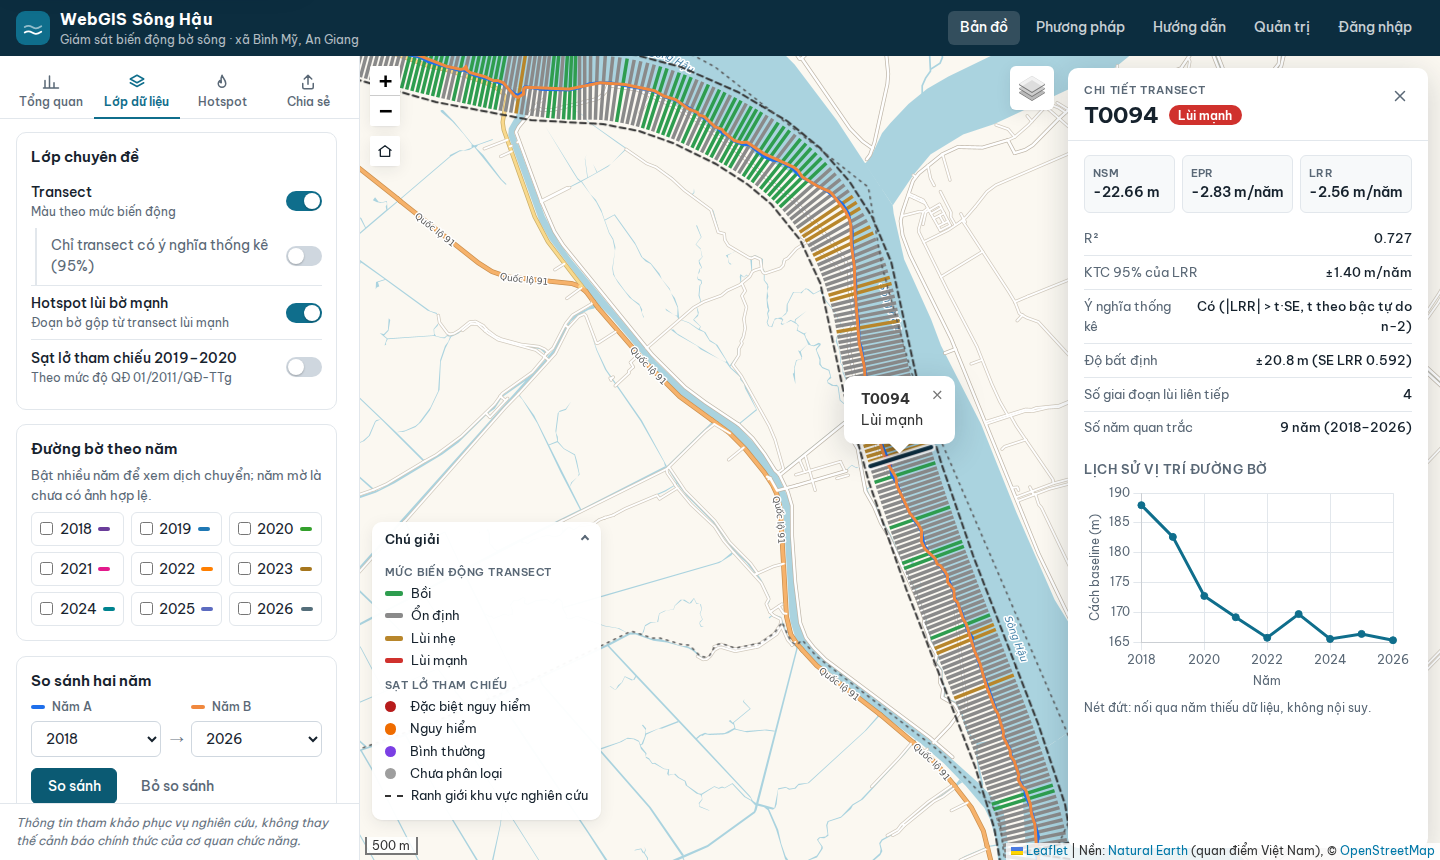 WebGIS Sông Hậu
Giám sát biến động bờ sông · xã Bình Mỹ, An Giang
Bản đồ
Phương pháp
Hướng dẫn
Quản trị
Đăng nhập
Tổng quan
Lớp dữ liệu
Hotspot
Chia sẻ
Lớp chuyên đề
Transect
Màu theo mức biến động
Chỉ transect có ý nghĩa thống kê
(95%)
Hotspot lùi bờ mạnh
Đoạn bờ gộp từ transect lùi mạnh
Sạt lở tham chiếu 2019–2020
Theo mức độ QĐ 01/2011/QĐ-TTg
Đường bờ theo năm
Bật nhiều năm để xem dịch chuyển; năm mờ là
chưa có ảnh hợp lệ.
2018
2019
2020
2021
2022
2023
2024
2025
2026
So sánh hai năm
Năm A
Năm B
2018
→
2026
So sánh
Bỏ so sánh
Thông tin tham khảo phục vụ nghiên cứu, không thay
thế cảnh báo chính thức của cơ quan chức năng.
+
−
Quốc lộ 91
Quốc lộ 91
Quốc lộ 91
Quốc lộ 91
Quốc lộ 91
Quốc lộ 91
Sông Hậu
T0094
Lùi mạnh
Chú giải
MỨC BIẾN ĐỘNG TRANSECT
Bồi
Ổn định
Lùi nhẹ
Lùi mạnh
SẠT LỞ THAM CHIẾU
Đặc biệt nguy hiểm
Nguy hiểm
Bình thường
Chưa phân loại
Ranh giới khu vực nghiên cứu
500 m
CHI TIẾT TRANSECT
T0094
Lùi mạnh
NSM
-22.66 m
EPR
-2.83 m/năm
LRR
-2.56 m/năm
R²
0.727
KTC 95% của LRR
±1.40 m/năm
Ý nghĩa thống
kê
Có (|LRR| > t·SE, t theo bậc tự do
n−2)
Độ bất định
±20.8 m (SE LRR 0.592)
Số giai đoạn lùi liên tiếp
4
Số năm quan trắc
9 năm (2018–2026)
LỊCH SỬ VỊ TRÍ ĐƯỜNG BỜ
Cách baseline (m)
190
185
180
175
170
165
2018
2020
2022
2024
2026
Năm
Nét đứt: nối qua năm thiếu dữ liệu, không nội suy.
Leaflet | Nền: Natural Earth (quan điểm Việt Nam), © OpenStreetMap